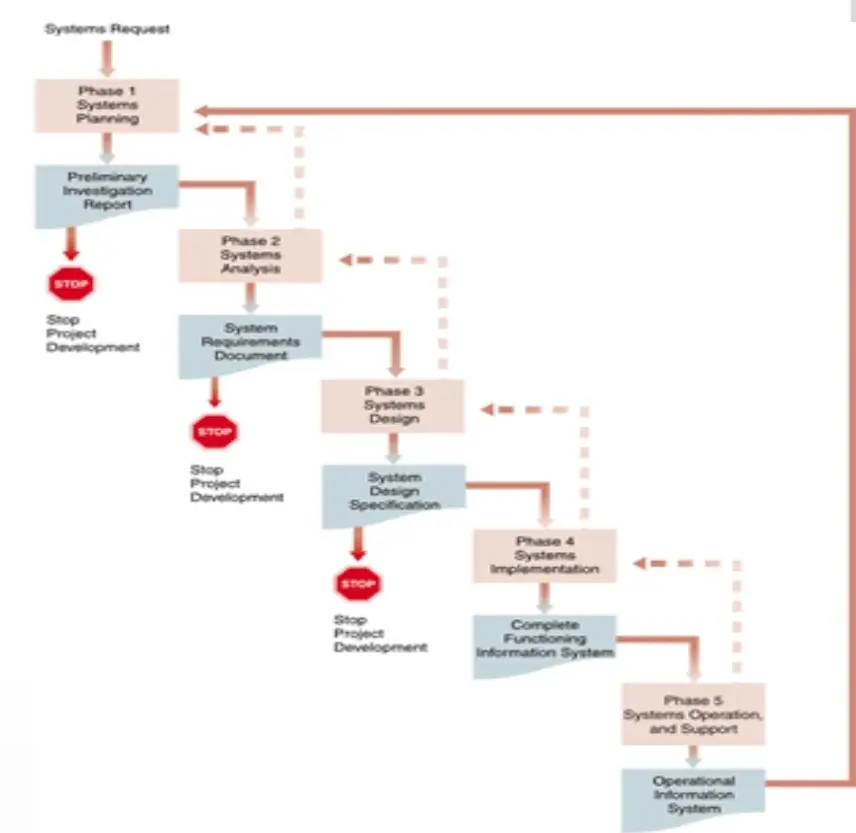 Systems Request
Phase 1
Systems
Planning
Preliminary
Investigation
Report
STOP
Stop
Project
Development
Phase 2
Systems
Analysis
System
Requirements
Document
STOP
Stop
Project
Development
Phase 3
Systems
Design
System
Design
Specification
STOP
Stop
Project
Development
Phase 4
Systems
Implementation
Complete
Functioning
Information System
Phase 5
Systems Operation,
and Support
Operational
Information
System